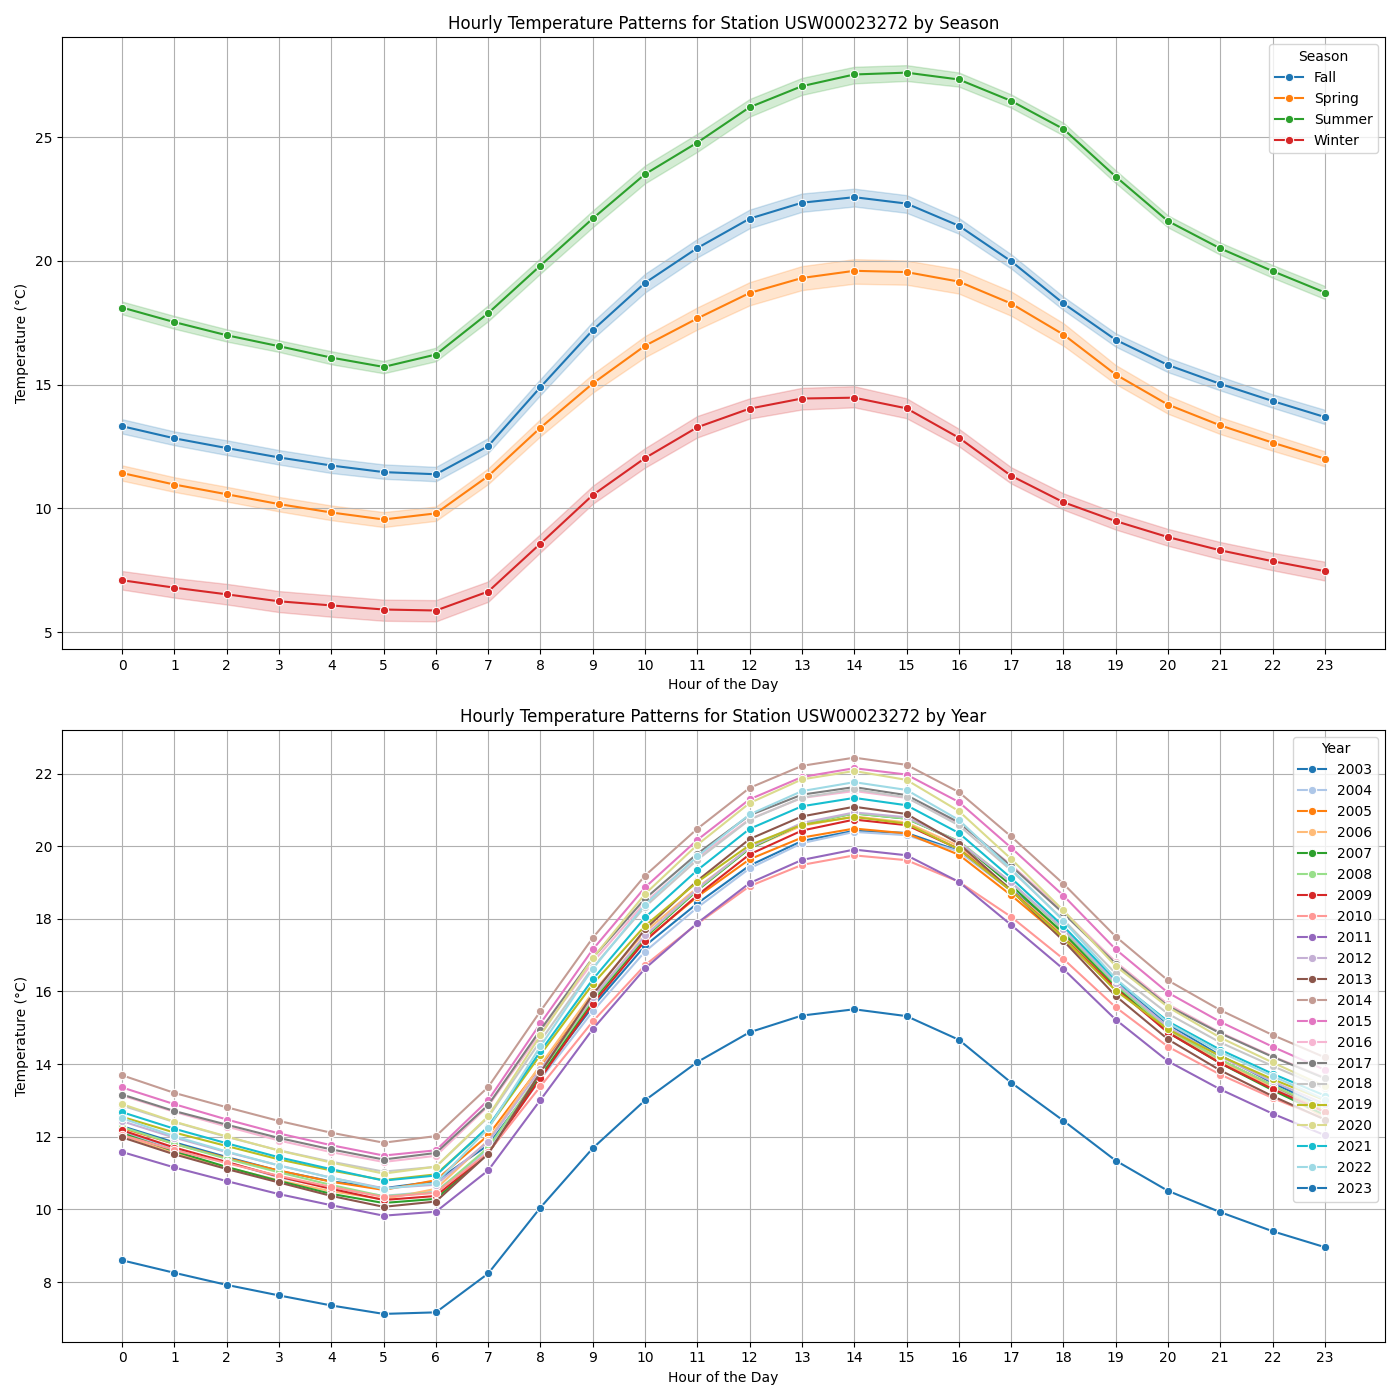 Hourly Temperature Patterns for Station USW00023272 by Season
Season
Fall
Spring
Summer
Winter
25
20
15
10
5
Temperature (°C)
0 1 2 3 4 5 6 7 8 9 10 11 12 13 14 15 16 17 18 19 20 21 22 23
Hour of the Day
Hourly Temperature Patterns for Station USW00023272 by Year
Year
2003
2004
2005
2006
2007
2008
2009
2010
2011
2012
2013
2014
2015
2016
2017
2018
2019
2020
2021
2022
2023
22
20
18
16
14
12
10
8
Temperature (°C)
0 1 2 3 4 5 6 7 8 9 10 11 12 13 14 15 16 17 18 19 20 21 22 23
Hour of the Day